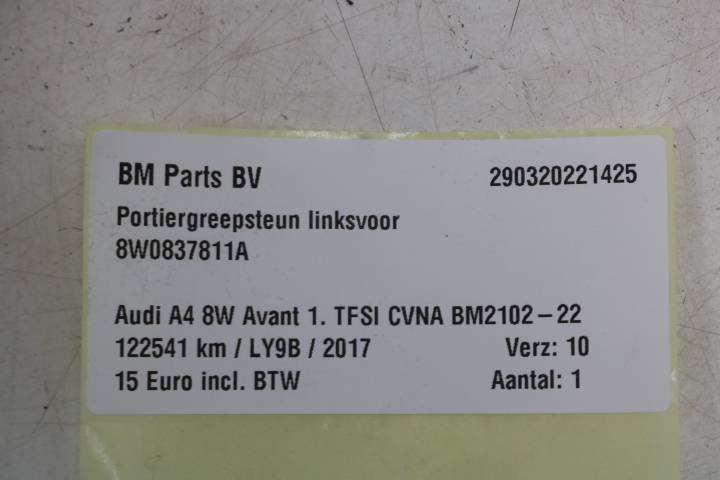 BM Parts BV 290320221425
Portiergreepsteun linksvoor
8W0837811A
Audi A4 8W Avant 1. TFSI CVNA BM2102-22
122541 km / LY9B / 2017 Verz: 10
15 Euro incl. BTW Aantal: 1